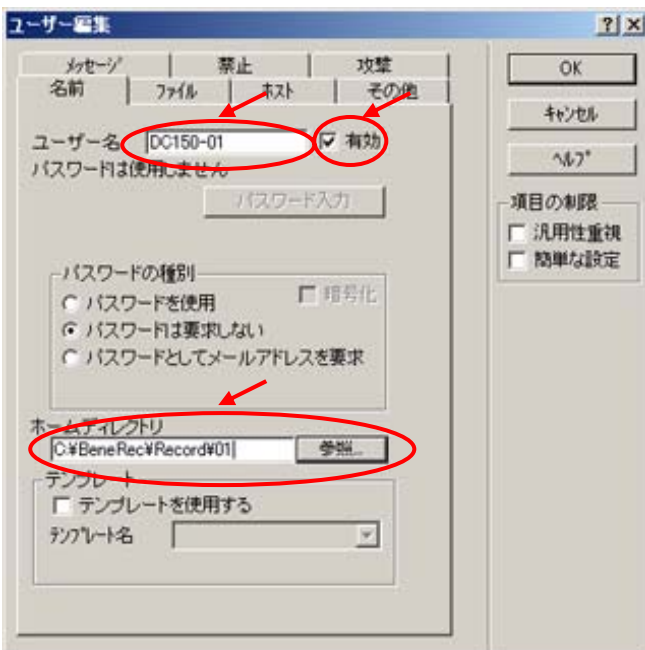 ユーザー編集
メッセージ 禁止 攻撃
名前 ファイル ホスト その他
ユーザー名 DC150-01 有効
パスワードは使用しません
パスワード入力
パスワードの種別
パスワードを使用 暗号化
パスワードは要求しない
パスワードとしてメールアドレスを要求
ホームディレクトリ
C:¥BeneRec¥Record¥01 参照...
テンプレート
テンプレートを使用する
テンプレート名
OK
キャンセル
ヘルプ
項目の制限
汎用性重視
簡単な設定